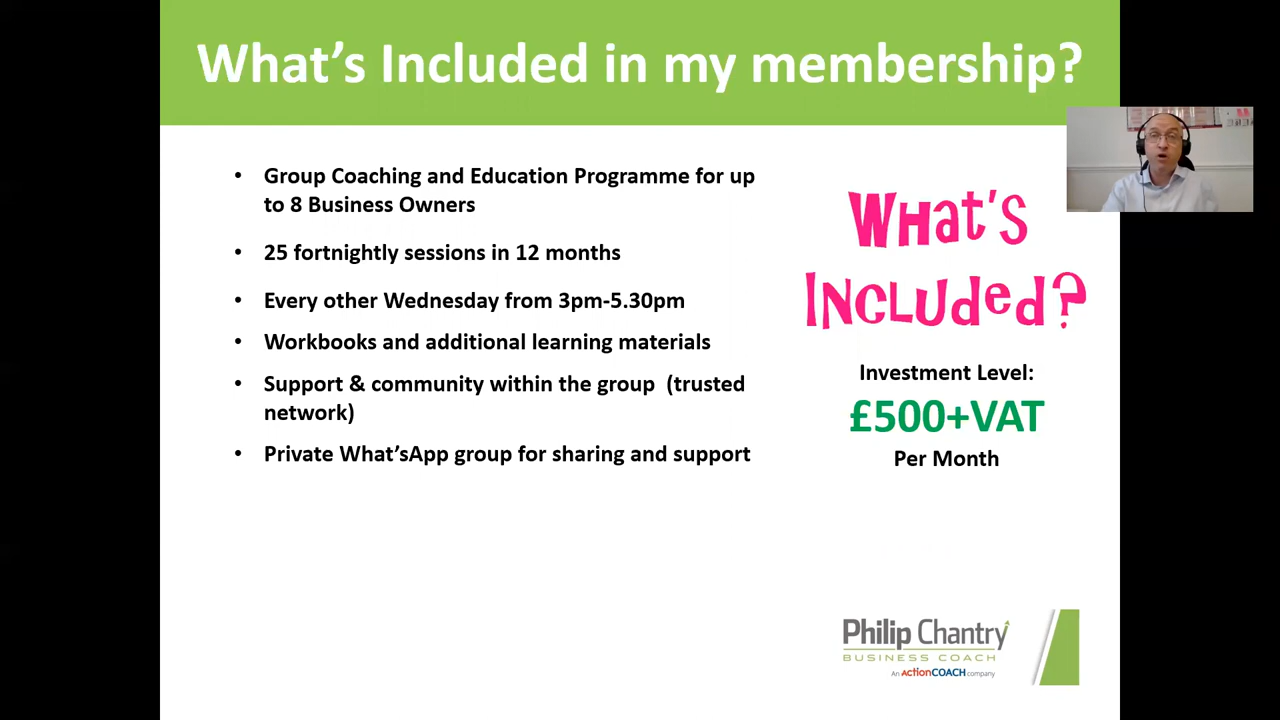 What's Included in my membership?
• Group Coaching and Education Programme for up
to 8 Business Owners
• 25 fortnightly sessions in 12 months
• Every other Wednesday from 3pm-5.30pm
• Workbooks and additional learning materials
• Support & community within the group (trusted
network)
• Private What'sApp group for sharing and support
What's
Included?
Investment Level:
£500+VAT
Per Month
Philip Chantry
BUSINESS COACH
An ActionCOACH company